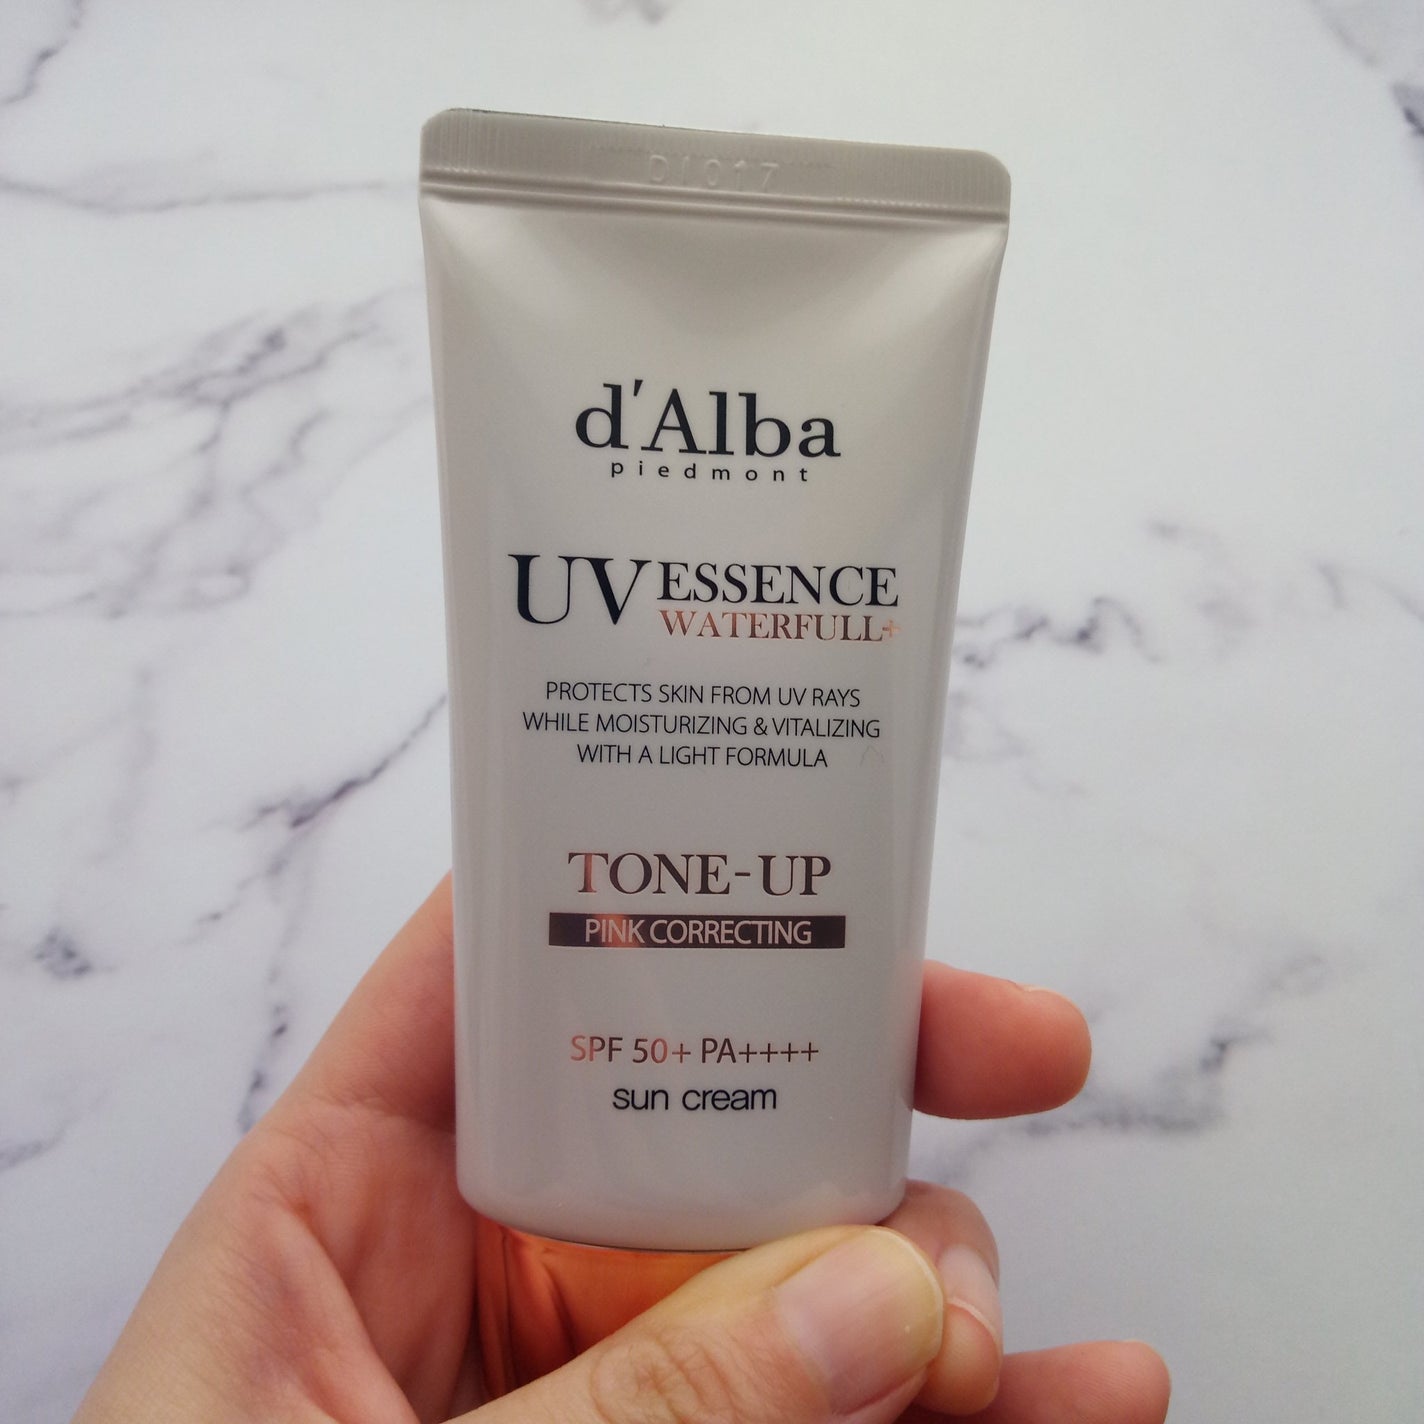 DI017
d'Alba
piedmont
UV ESSENCE
WATERFULL+
PROTECTS SKIN FROM UV RAYS
WHILE MOISTURIZING & VITALIZING
WITH A LIGHT FORMULA
TONE-UP
PINK CORRECTING
SPF 50+ PA++++
sun cream